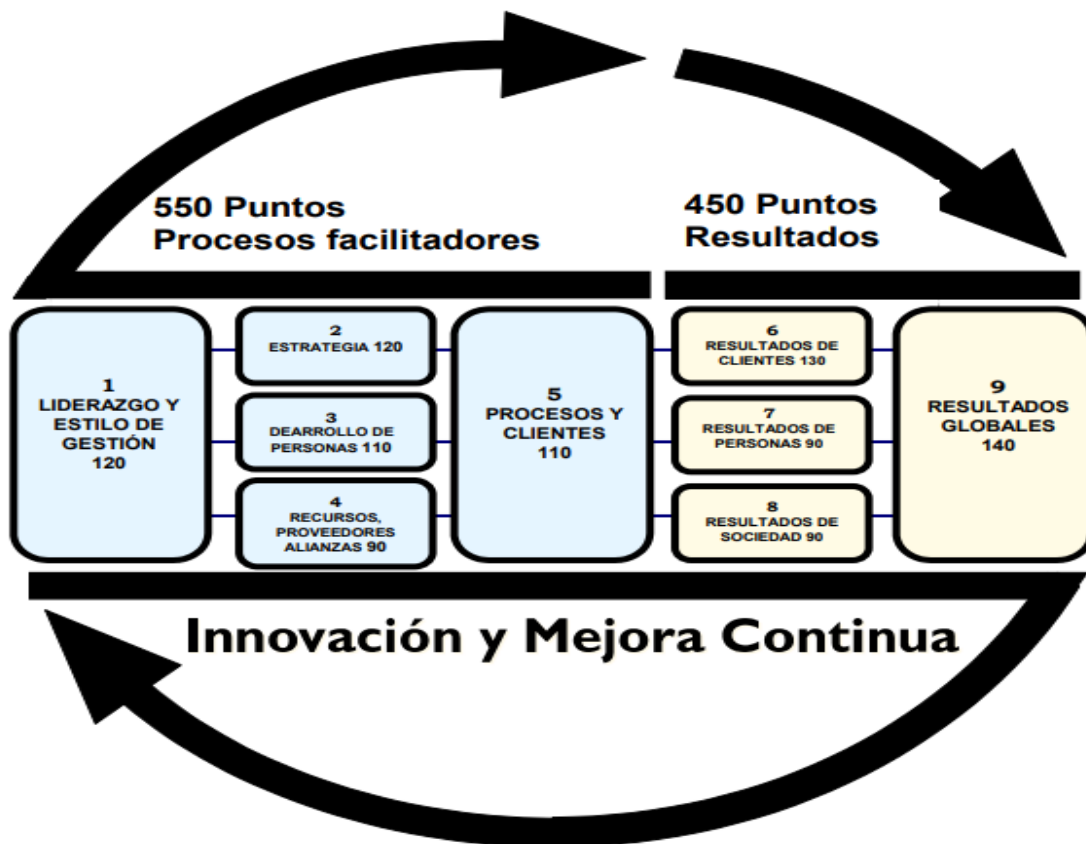 550 Puntos
Procesos facilitadores
450 Puntos
Resultados
1
LIDERAZGO Y
ESTILO DE
GESTIÓN
120
2
ESTRATEGIA 120
3
DEARROLLO DE
PERSONAS 110
4
RECURSOS,
PROVEEDORES
ALIANZAS 90
5
PROCESOS Y
CLIENTES
110
6
RESULTADOS DE
CLIENTES 130
7
RESULTADOS DE
PERSONAS 90
8
RESULTADOS DE
SOCIEDAD 90
9
RESULTADOS
GLOBALES
140
Innovación y Mejora Continua